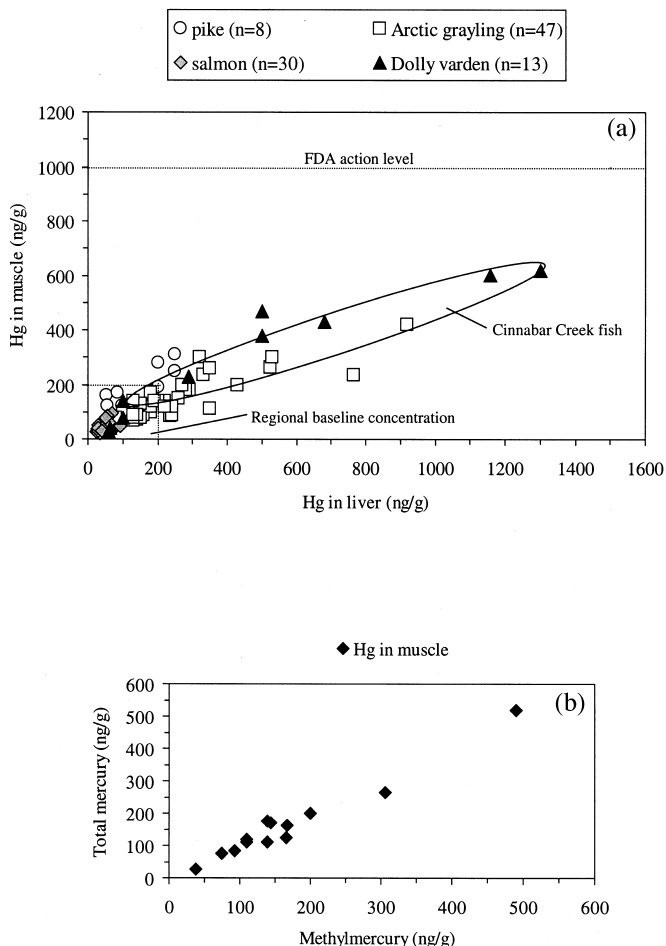 pike (n=8) Arctic grayling (n=47)
salmon (n=30) Dolly varden (n=13)
(a)
1200
1000
800
600
400
200
0
Hg in muscle (ng/g)
FDA action level
Cinnabar Creek fish
Regional baseline concentration
0 200 400 600 800 1000 1200 1400 1600
Hg in liver (ng/g)
Hg in muscle
(b)
600
500
400
300
200
100
0
Total mercury (ng/g)
0 100 200 300 400 500 600
Methylmercury (ng/g)